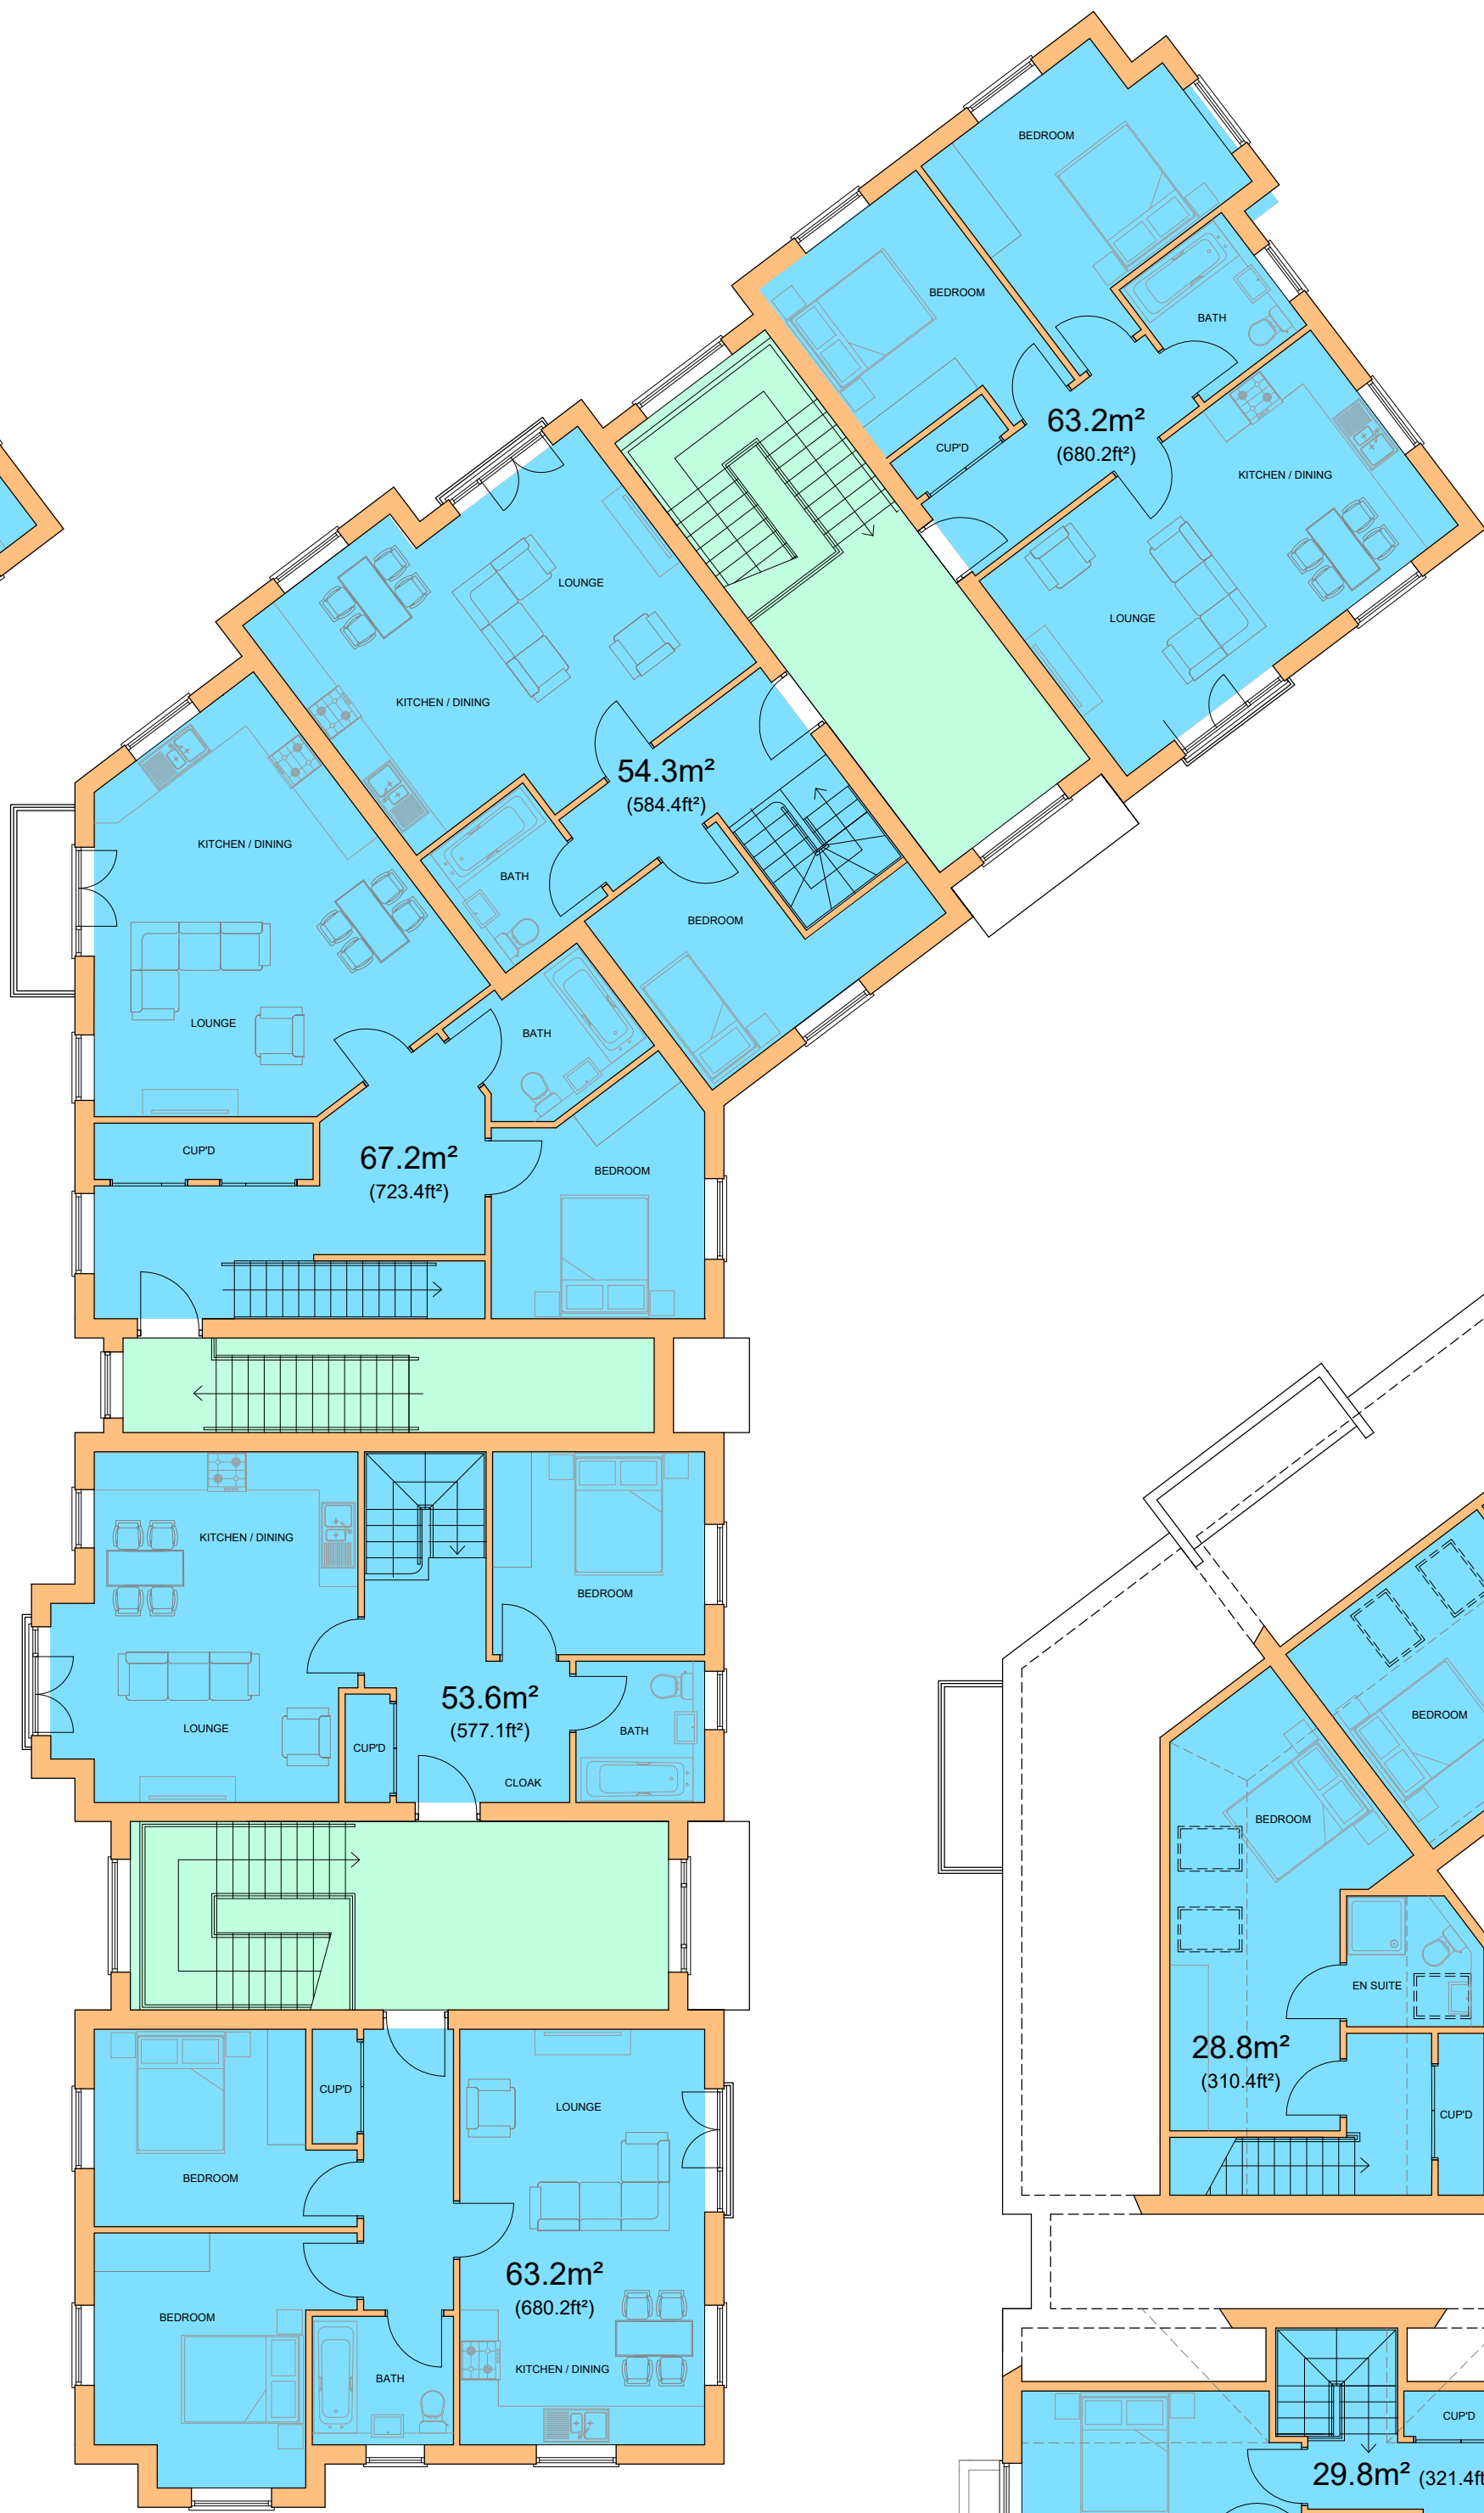 BEDROOM
BEDROOM
BATH
63.2m²
(680.2ft²)
CUP'D
KITCHEN / DINING
LOUNGE
LOUNGE
KITCHEN / DINING
54.3m²
(584.4ft²)
BATH
BEDROOM
KITCHEN / DINING
LOUNGE
BATH
CUP'D
67.2m²
(723.4ft²)
BEDROOM
KITCHEN / DINING
BEDROOM
LOUNGE
53.6m²
(577.1ft²)
CUP'D
BATH
CLOAK
BEDROOM
BEDROOM
EN SUITE
28.8m²
(310.4ft²)
CUP'D
CUP'D
LOUNGE
BEDROOM
63.2m²
(680.2ft²)
BEDROOM
KITCHEN / DINING
BATH
CUP'D
29.8m² (321.4ft